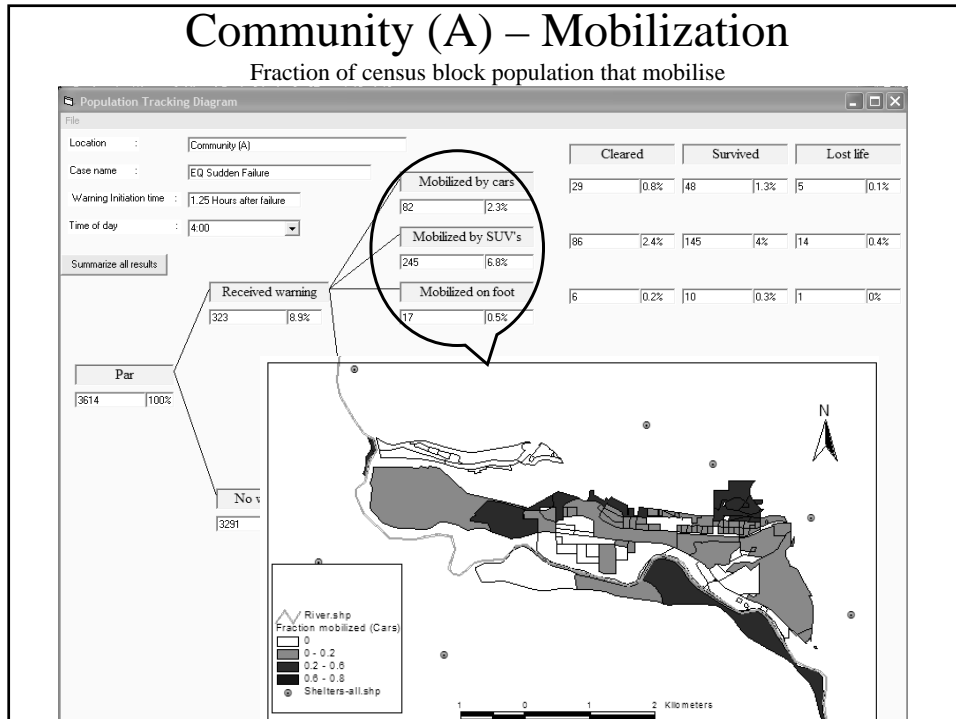 Community (A) – Mobilization
Fraction of census block population that mobilise
Population Tracking Diagram
File
Location : Community (A)
Case name : EQ Sudden Failure
Warning Initiation time : 1.25 Hours after failure
Time of day : 4:00
Summarize all results
Cleared Survived Lost life
Mobilized by cars
82 2.3%
29 0.8% 48 1.3% 5 0.1%
Mobilized by SUV's
245 6.8%
86 2.4% 145 4% 14 0.4%
Received warning
323 8.9%
Mobilized on foot
17 0.5%
6 0.2% 10 0.3% 1 0%
Par
3614 100%
No
3291
N
River.shp
Fraction mobilized (Cars)
0
0 - 0.2
0.2 - 0.6
0.6 - 0.8
Shelters-all.shp
1 0 1 2 Kilometers